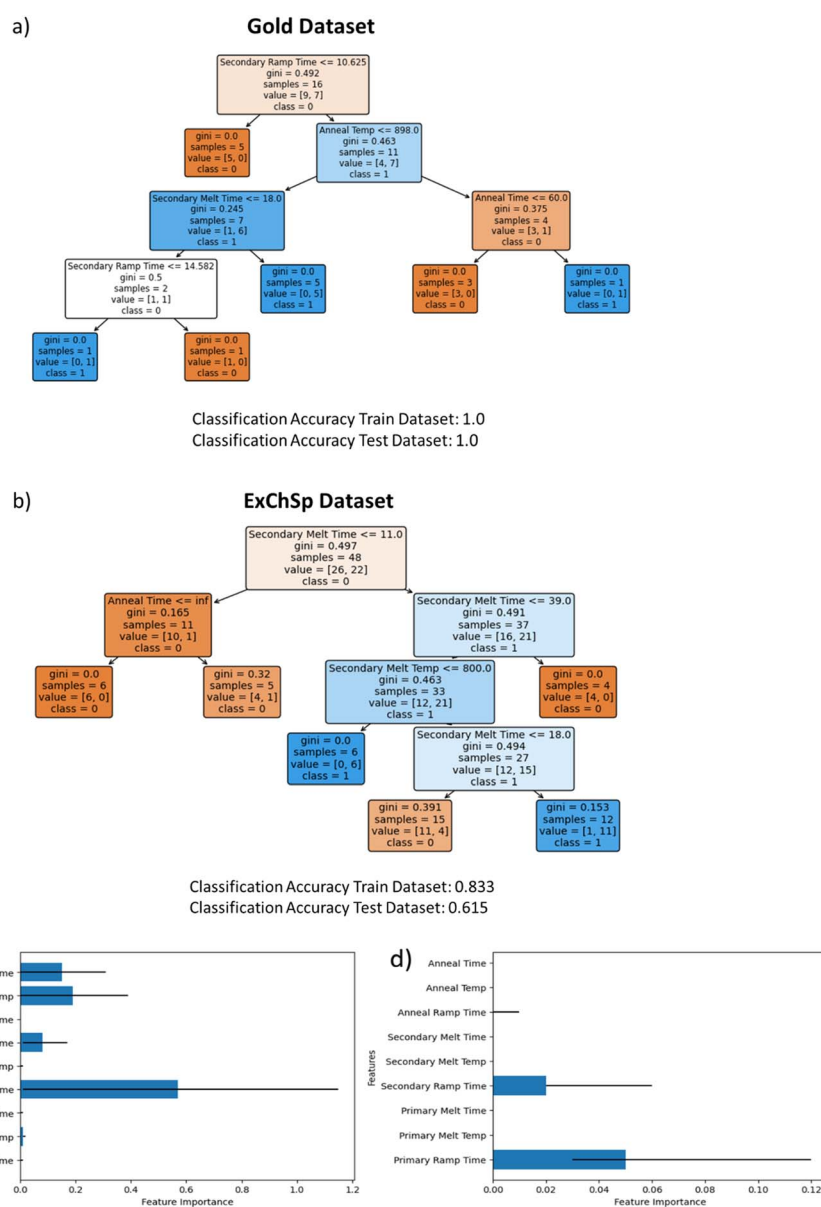 a)
Gold Dataset
Secondary Ramp Time <= 10.625
gini = 0.492
samples = 16
value = [9, 7]
class = 0
gini = 0.0
samples = 5
value = [5, 0]
class = 0
Anneal Temp <= 898.0
gini = 0.463
samples = 11
value = [4, 7]
class = 1
Secondary Melt Time <= 18.0
gini = 0.245
samples = 7
value = [1, 6]
class = 1
Anneal Time <= 60.0
gini = 0.375
samples = 4
value = [3, 1]
class = 0
Secondary Ramp Time <= 14.582
gini = 0.5
samples = 2
value = [1, 1]
class = 0
gini = 0.0
samples = 5
value = [0, 5]
class = 1
gini = 0.0
samples = 3
value = [3, 0]
class = 0
gini = 0.0
samples = 1
value = [0, 1]
class = 1
gini = 0.0
samples = 1
value = [0, 1]
class = 1
gini = 0.0
samples = 1
value = [1, 0]
class = 0
Classification Accuracy Train Dataset: 1.0
Classification Accuracy Test Dataset: 1.0
b)
ExChSp Dataset
Secondary Melt Time <= 11.0
gini = 0.497
samples = 48
value = [26, 22]
class = 0
Anneal Time <= inf
gini = 0.165
samples = 11
value = [10, 1]
class = 0
Secondary Melt Time <= 39.0
gini = 0.491
samples = 37
value = [16, 21]
class = 1
gini = 0.0
samples = 6
value = [6, 0]
class = 0
gini = 0.32
samples = 5
value = [4, 1]
class = 0
Secondary Melt Temp <= 800.0
gini = 0.463
samples = 33
value = [12, 21]
class = 1
gini = 0.0
samples = 4
value = [4, 0]
class = 0
gini = 0.0
samples = 6
value = [0, 6]
class = 1
Secondary Melt Time <= 18.0
gini = 0.494
samples = 27
value = [12, 15]
class = 1
gini = 0.391
samples = 15
value = [11, 4]
class = 0
gini = 0.153
samples = 12
value = [1, 11]
class = 1
Classification Accuracy Train Dataset: 0.833
Classification Accuracy Test Dataset: 0.615
me
mp
me
me
mp
me
me
mp
me
0.0 0.2 0.4 0.6 0.8 1.0 1.2
Feature Importance
d)
Features
Anneal Time
Anneal Temp
Anneal Ramp Time
Secondary Melt Time
Secondary Melt Temp
Secondary Ramp Time
Primary Melt Time
Primary Melt Temp
Primary Ramp Time
0.00 0.02 0.04 0.06 0.08 0.10 0.12
Feature Importance